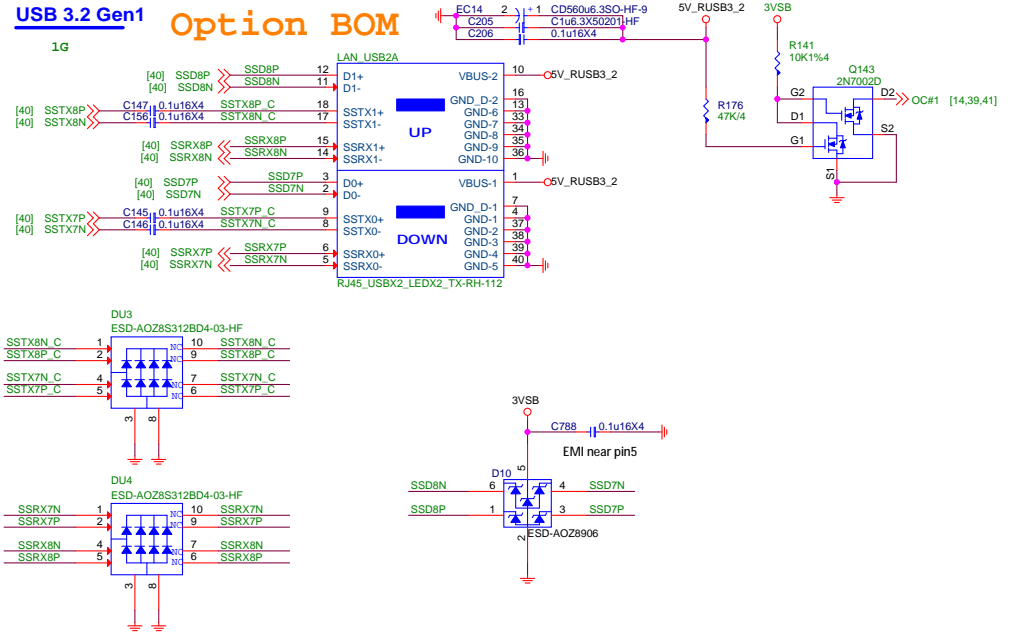 USB 3.2 Gen1
Option BOM
1G
EC14 2 + 1 CD560u6.3SO-HF-9
C205 C1u6.3X50201-HF
C206 0.1u16X4
5V_RUSB3_2
3VSB
R141
10K1%4
R176
47K/4
Q143
2N7002D
G2 D2
D1
S2
G1
S1
OC#1 [14,39,41]
LAN_USB2A
[40] SSD8P SSD8P 12 D1+
[40] SSD8N SSD8N 11 D1-
[40] SSTX8P C147 0.1u16X4 SSTX8P_C 18 SSTX1+
[40] SSTX8N C156 0.1u16X4 SSTX8N_C 17 SSTX1-
[40] SSRX8P SSRX8P 15 SSRX1+
[40] SSRX8N SSRX8N 14 SSRX1-
UP
VBUS-2 10 5V_RUSB3_2
GND_D-2 16
GND-6 13
GND-7 33
GND-8 34
GND-9 35
GND-10 36
[40] SSD7P SSD7P 3 D0+
[40] SSD7N SSD7N 2 D0-
[40] SSTX7P C145 0.1u16X4 SSTX7P_C 9 SSTX0+
[40] SSTX7N C146 0.1u16X4 SSTX7N_C 8 SSTX0-
[40] SSRX7P SSRX7P 6 SSRX0+
[40] SSRX7N SSRX7N 5 SSRX0-
DOWN
VBUS-1 1 5V_RUSB3_2
GND_D-1 7
GND-1 4
GND-2 37
GND-3 38
GND-4 39
GND-5 40
RJ45_USBX2_LEDX2_TX-RH-112
DU3
ESD-AOZ8S312BD4-03-HF
SSTX8N_C 1 NC 10 SSTX8N_C
SSTX8P_C 2 NC 9 SSTX8P_C
SSTX7N_C 4 NC 7 SSTX7N_C
SSTX7P_C 5 NC 6 SSTX7P_C
3 8
DU4
ESD-AOZ8S312BD4-03-HF
SSRX7N 1 NC 10 SSRX7N
SSRX7P 2 NC 9 SSRX7P
SSRX8N 4 NC 7 SSRX8N
SSRX8P 5 NC 6 SSRX8P
3 8
3VSB
C788 0.1u16X4
EMI near pin5
D10 5
SSD8N 6 4 SSD7N
SSD8P 1 3 SSD7P
2 ESD-AOZ8906